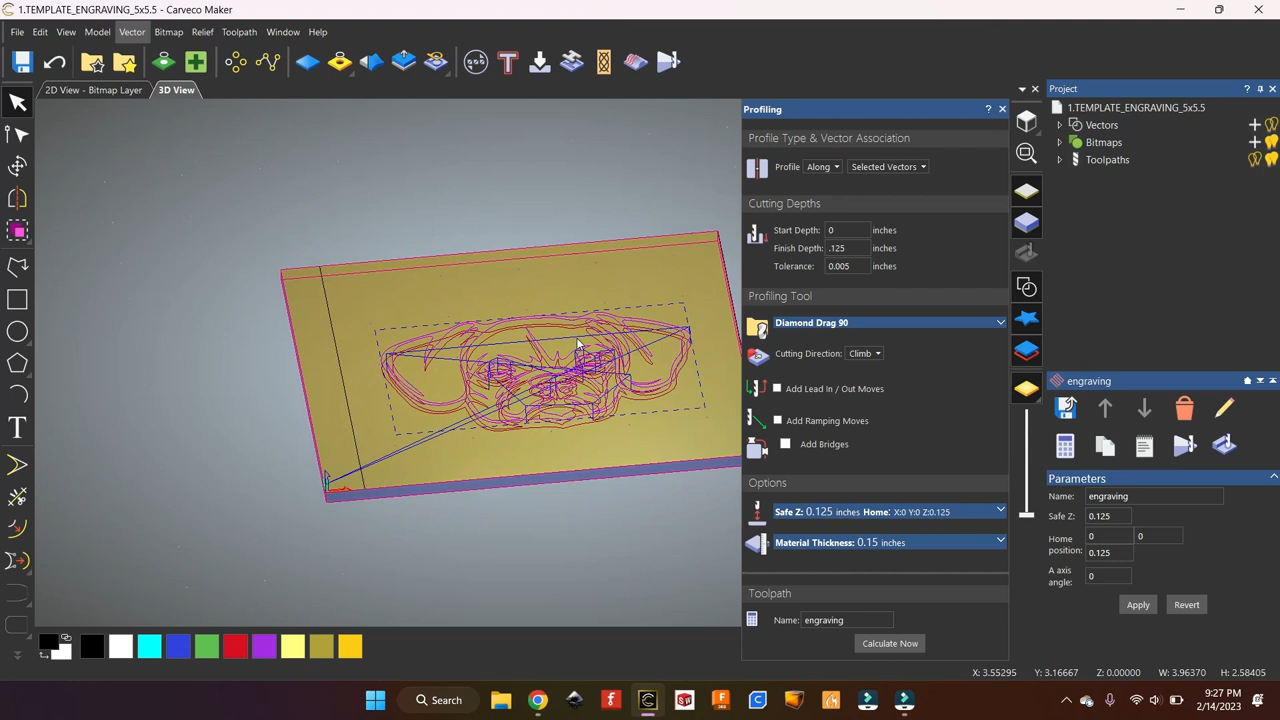 1.TEMPLATE_ENGRAVING_5x5.5 - Carveco Maker
File Edit View Model Vector Bitmap Relief Toolpath Window Help
2D View - Bitmap Layer 3D View
Profiling
Profile Type & Vector Association
Profile Along Selected Vectors
Cutting Depths
Start Depth: 0 inches
Finish Depth: .125 inches
Tolerance: 0.005 inches
Profiling Tool
Diamond Drag 90
Cutting Direction: Climb
Add Lead In / Out Moves
Add Ramping Moves
Add Bridges
Options
Safe Z: 0.125 inches Home: X:0 Y:0 Z:0.125
Material Thickness: 0.15 inches
Toolpath
Name: engraving
Calculate Now
Project
1.TEMPLATE_ENGRAVING_5x5.5
Vectors
Bitmaps
Toolpaths
engraving
Parameters
Name: engraving
Safe Z: 0.125
Home position: 0 0
0.125
A axis angle: 0
Apply Revert
X: 3.55295 Y: 3.16667 Z: 0.00000 W: 3.96370 H: 2.58405
Search
9:27 PM
2/14/2023